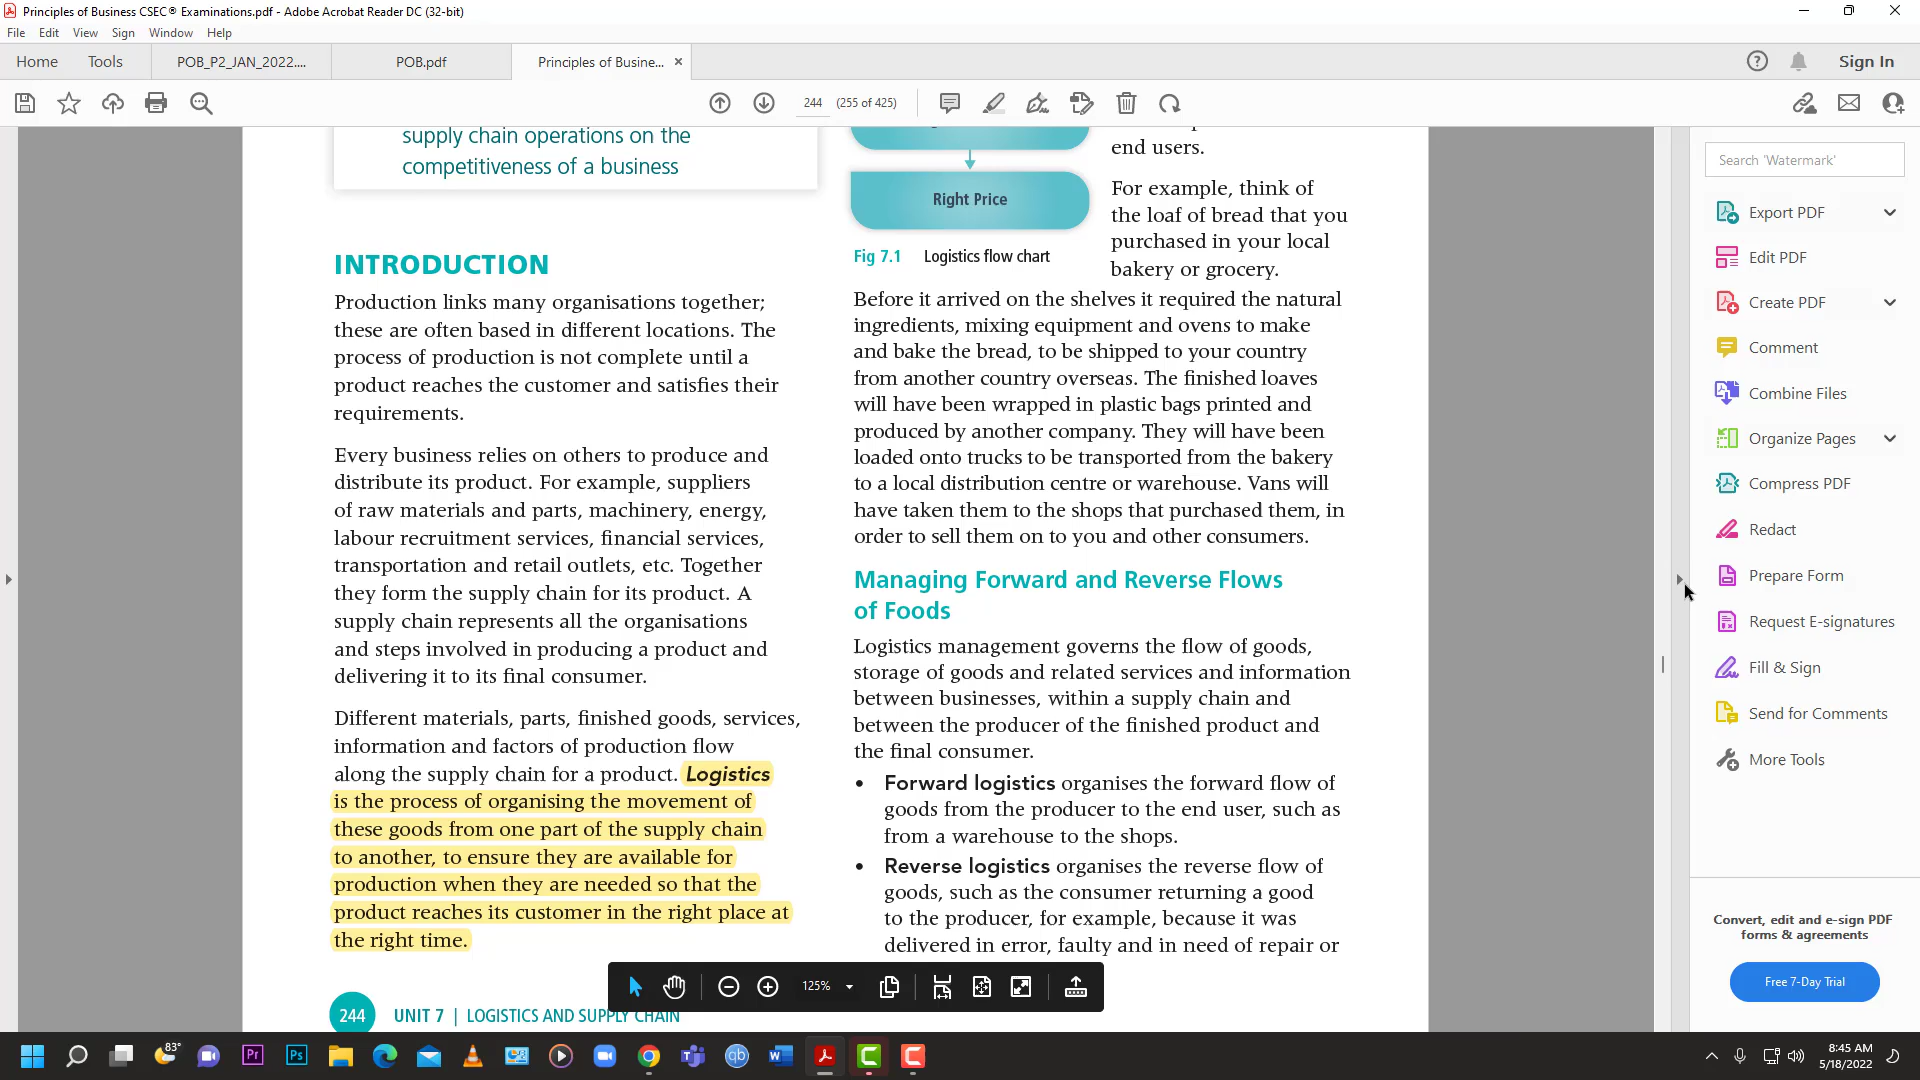 Principles of Business CSEC® Examinations.pdf - Adobe Acrobat Reader DC (32-bit)
File Edit View Sign Window Help
Home Tools POB_P2_JAN_2022.... POB.pdf Principles of Busine... × Sign In
244 (255 of 425)
supply chain operations on the
competitiveness of a business
INTRODUCTION
Production links many organisations together;
these are often based in different locations. The
process of production is not complete until a
product reaches the customer and satisfies their
requirements.
Every business relies on others to produce and
distribute its product. For example, suppliers
of raw materials and parts, machinery, energy,
labour recruitment services, financial services,
transportation and retail outlets, etc. Together
they form the supply chain for its product. A
supply chain represents all the organisations
and steps involved in producing a product and
delivering it to its final consumer.
Different materials, parts, finished goods, services,
information and factors of production flow
along the supply chain for a product. Logistics
is the process of organising the movement of
these goods from one part of the supply chain
to another, to ensure they are available for
production when they are needed so that the
product reaches its customer in the right place at
the right time.
244 UNIT 7 | LOGISTICS AND SUPPLY CHAIN
Right Price
Fig 7.1 Logistics flow chart
end users.
For example, think of
the loaf of bread that you
purchased in your local
bakery or grocery.
Before it arrived on the shelves it required the natural
ingredients, mixing equipment and ovens to make
and bake the bread, to be shipped to your country
from another country overseas. The finished loaves
will have been wrapped in plastic bags printed and
produced by another company. They will have been
loaded onto trucks to be transported from the bakery
to a local distribution centre or warehouse. Vans will
have taken them to the shops that purchased them, in
order to sell them on to you and other consumers.
Managing Forward and Reverse Flows
of Foods
Logistics management governs the flow of goods,
storage of goods and related services and information
between businesses, within a supply chain and
between the producer of the finished product and
the final consumer.
• Forward logistics organises the forward flow of
goods from the producer to the end user, such as
from a warehouse to the shops.
• Reverse logistics organises the reverse flow of
goods, such as the consumer returning a good
to the producer, for example, because it was
delivered in error, faulty and in need of repair or
125%
Search 'Watermark'
Export PDF
Edit PDF
Create PDF
Comment
Combine Files
Organize Pages
Compress PDF
Redact
Prepare Form
Request E-signatures
Fill & Sign
Send for Comments
More Tools
Convert, edit and e-sign PDF
forms & agreements
Free 7-Day Trial
83°
Pr
Ps
qb
8:45 AM
5/18/2022